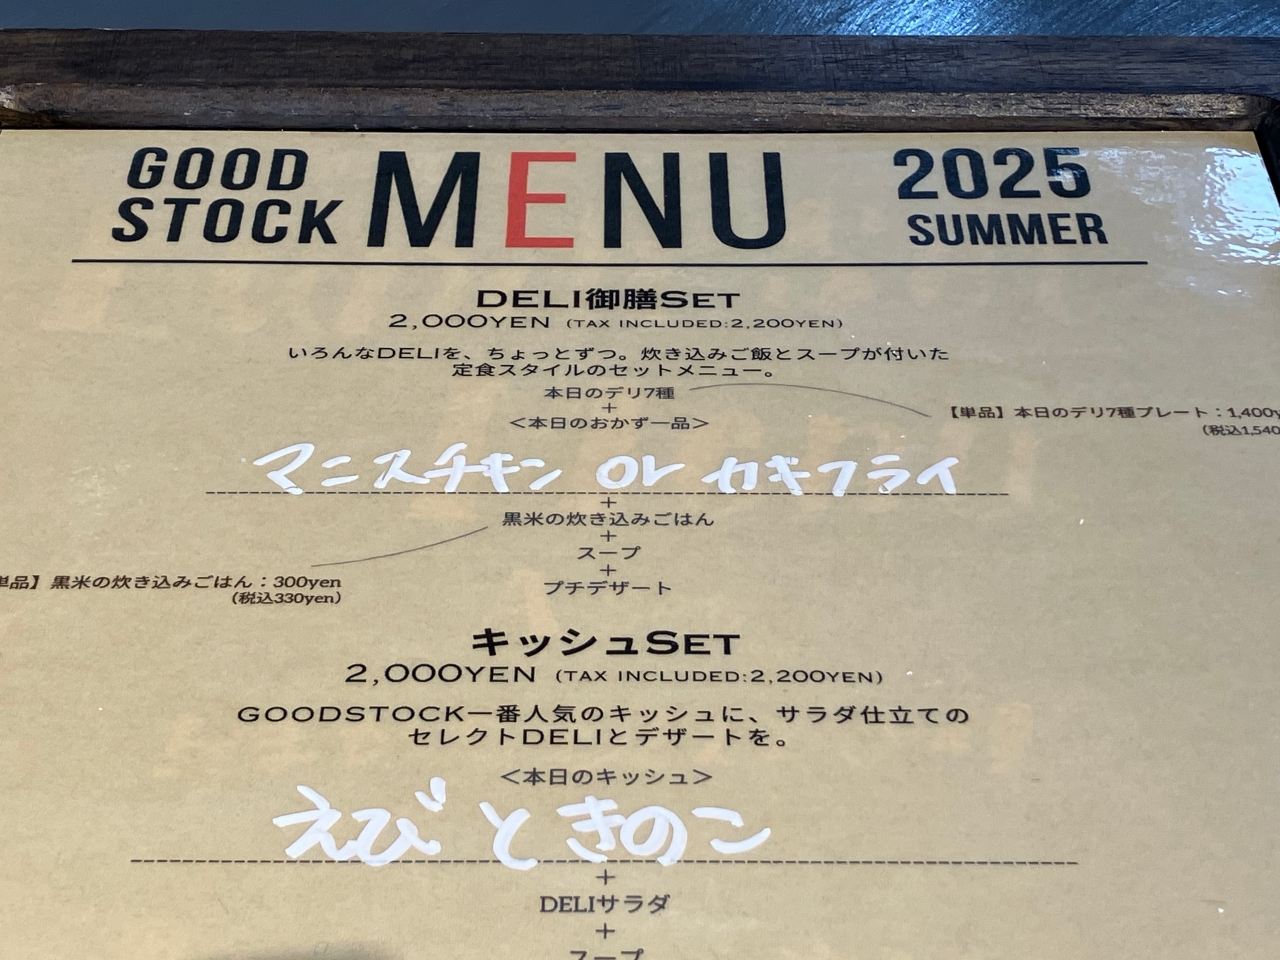 GOOD STOCK MENU 2025 SUMMER
DELI御膳SET
2,000YEN (TAX INCLUDED:2,200YEN)
いろんなDELIを、ちょっとずつ。炊き込みご飯とスープが付いた
定食スタイルのセットメニュー。
本日のデリ7種
【単品】本日のデリ7種プレート：1,400y
(税込1,540
+
＜本日のおかず一品＞
マニスチキン or カキフライ
+
黒米の炊き込みごはん
単品】黒米の炊き込みごはん：300yen
(税込330yen)
+
スープ
+
プチデザート
キッシュSET
2,000YEN (TAX INCLUDED:2,200YEN)
GOODSTOCK一番人気のキッシュに、サラダ仕立ての
セレクトDELIとデザートを。
＜本日のキッシュ＞
えびときのこ
+
DELIサラダ
+
スープ